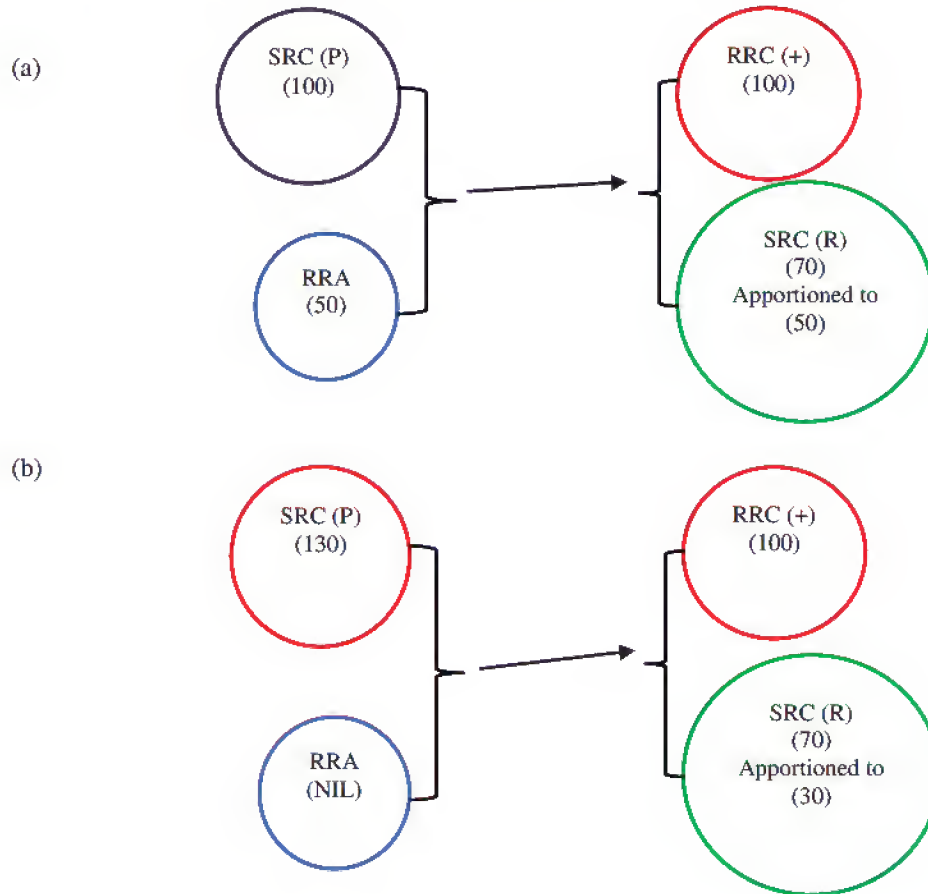 (a)
SRC (P)
(100)
RRC (+)
(100)
RRA
(50)
SRC (R)
(70)
Apportioned to
(50)
(b)
SRC (P)
(130)
RRC (+)
(100)
RRA
(NIL)
SRC (R)
(70)
Apportioned to
(30)